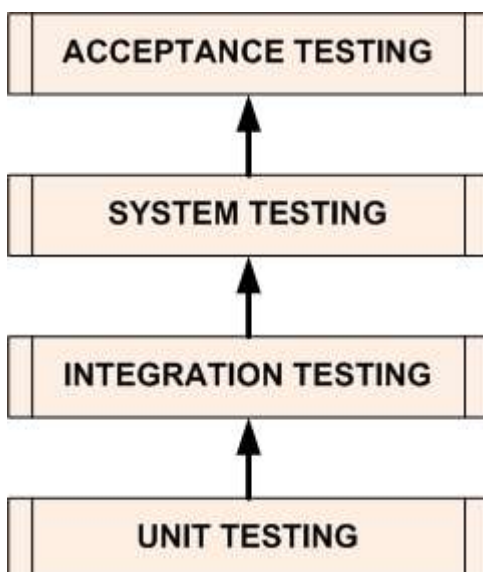 ACCEPTANCE TESTING
SYSTEM TESTING
INTEGRATION TESTING
UNIT TESTING